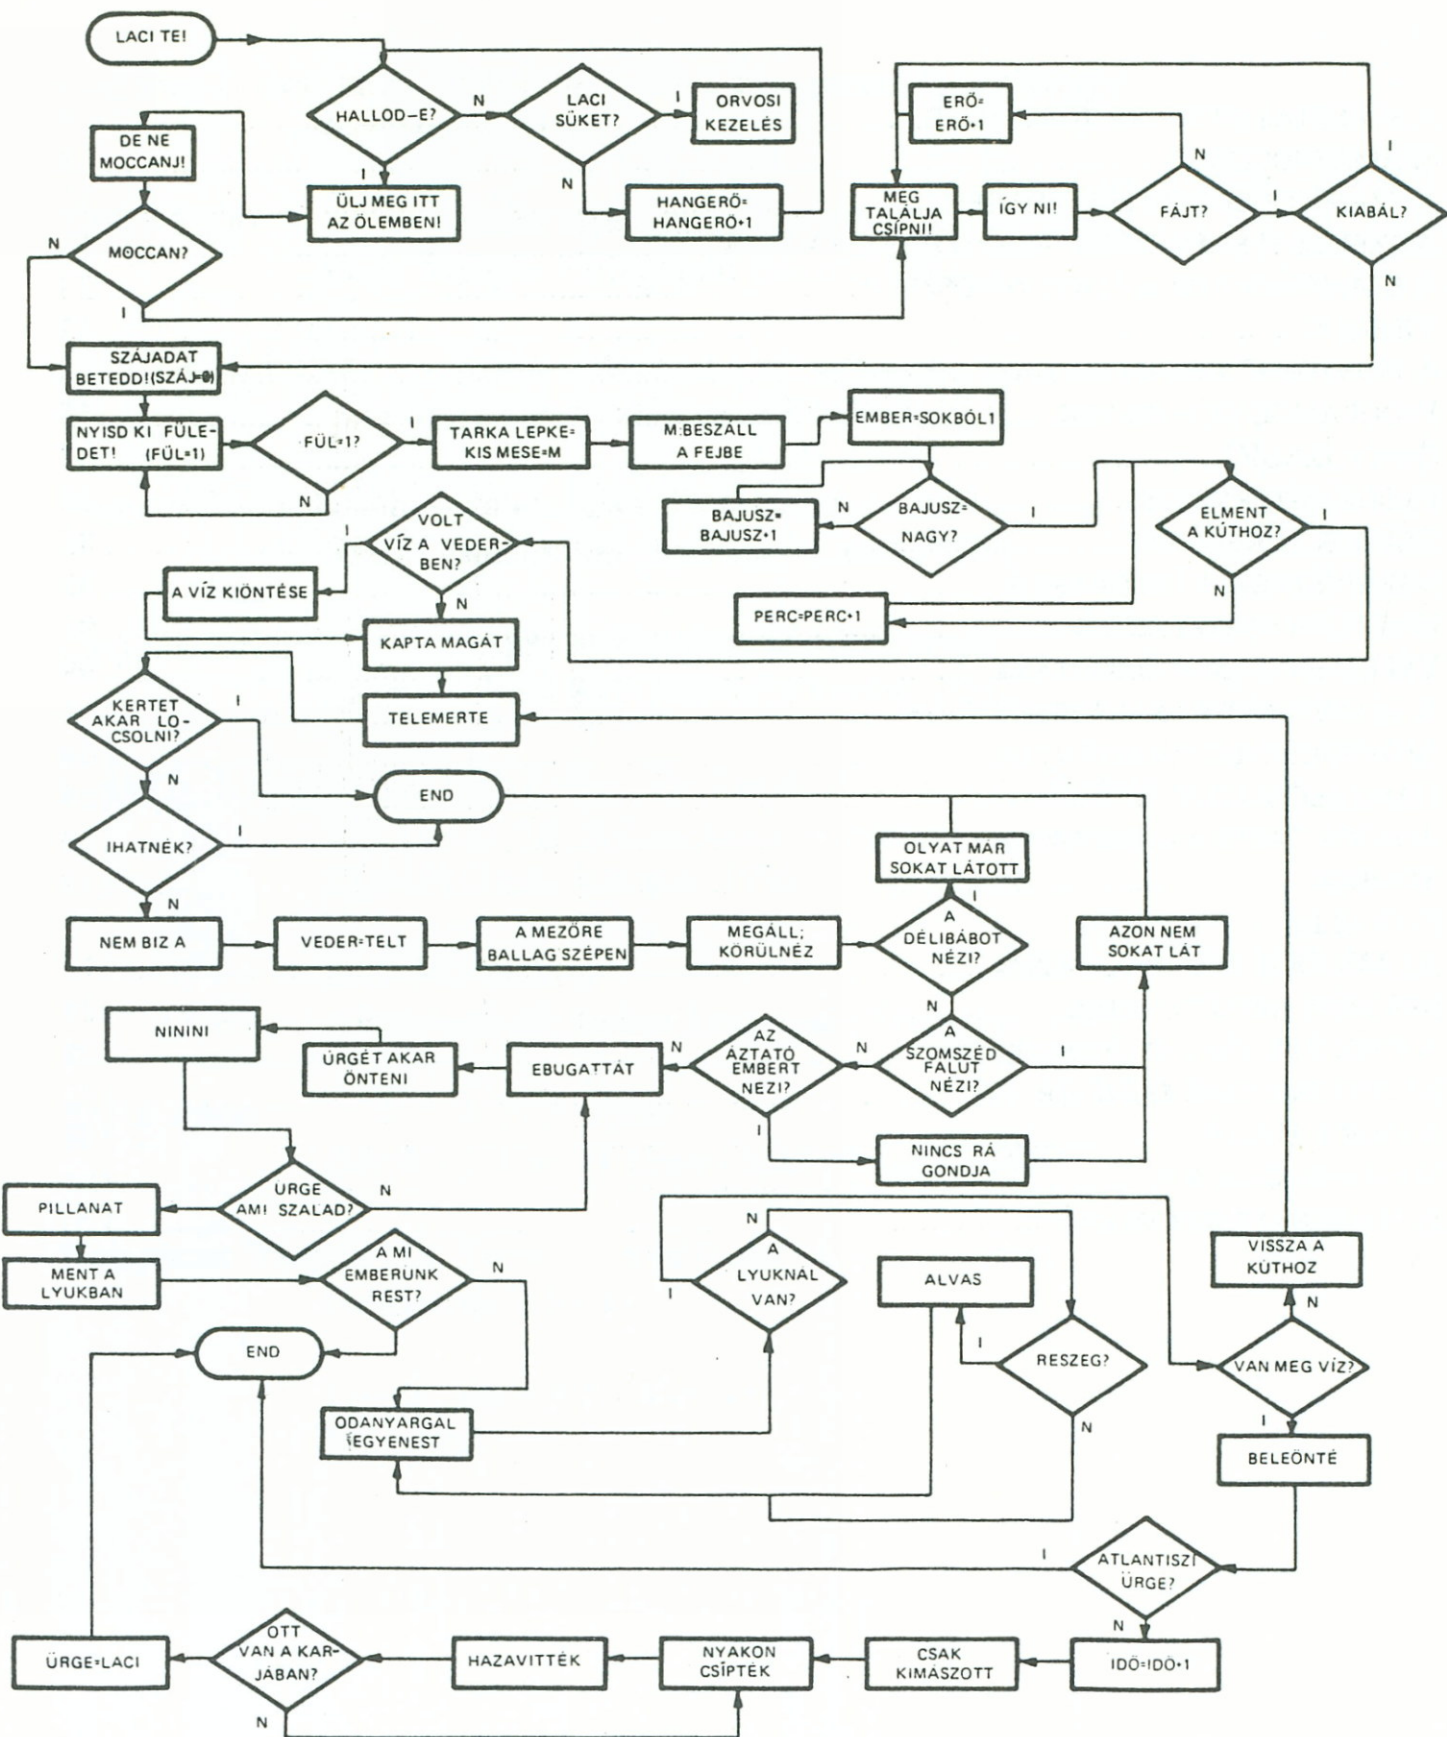 LACI TE!
HALLOD-E?
N
LACI
SÜKET?
I
ORVOSI
KEZELÉS
I
N
ÜLJ MEG ITT
AZ ÖLEMBEN!
HANGERŐ=
HANGERŐ+1
DE NE
MOCCANJ!
MOCCAN?
N
I
MEG
TALÁLJA
CSÍPNI!
ÍGY NI!
ERŐ=
ERŐ+1
N
FÁJT?
I
KIABÁL?
I
N
SZÁJADAT
BETEDD!(SZÁJ=0)
NYISD KI FÜLE-
DET! (FÜL=1)
FÜL=1?
I
N
TARKA LEPKE=
KIS MESE=M
M:BESZÁLL
A FEJBE
EMBER=SOKBÓL1
BAJUSZ=
NAGY?
N
I
BAJUSZ=
BAJUSZ+1
ELMENT
A KÚTHOZ?
I
N
PERC=PERC+1
VOLT
VÍZ A VEDER-
BEN?
I
N
A VÍZ KIÖNTÉSE
KAPTA MAGÁT
TELEMERTE
KERTET
AKAR LO-
CSOLNI?
I
N
END
IHATNÉK?
I
N
NEM BIZ A
VEDER=TELT
A MEZŐRE
BALLAG SZÉPEN
MEGÁLL;
KÖRÜLNÉZ
A
DÉLIBÁBOT
NÉZI?
I
N
OLYAT MÁR
SOKAT LÁTOTT
AZON NEM
SOKAT LÁT
A
SZOMSZÉD
FALUT
NÉZI?
I
N
AZ
ÁZTATÓ
EMBERT
NEZI?
N
I
NINCS RÁ
GONDJA
EBUGATTÁT
ÜRGÉT AKAR
ÖNTENI
NININI
ÜRGE
AMI SZALAD?
N
PILLANAT
MENT A
LYUKBAN
A MI
EMBERÜNK
REST?
N
END
ODANYARGAL
EGYENEST
A
LYUKNÁL
VAN?
N
I
RESZEG?
I
N
ALVAS
VISSZA A
KÚTHOZ
N
VAN MEG VÍZ?
I
BELEÖNTÉ
ATLANTISZI
ÜRGE?
I
N
IDŐ=IDŐ+1
CSAK
KIMÁSZOTT
NYAKON
CSÍPTÉK
HAZAVITTÉK
OTT
VAN A KAR-
JÁBAN?
N
ÜRGE=LACI